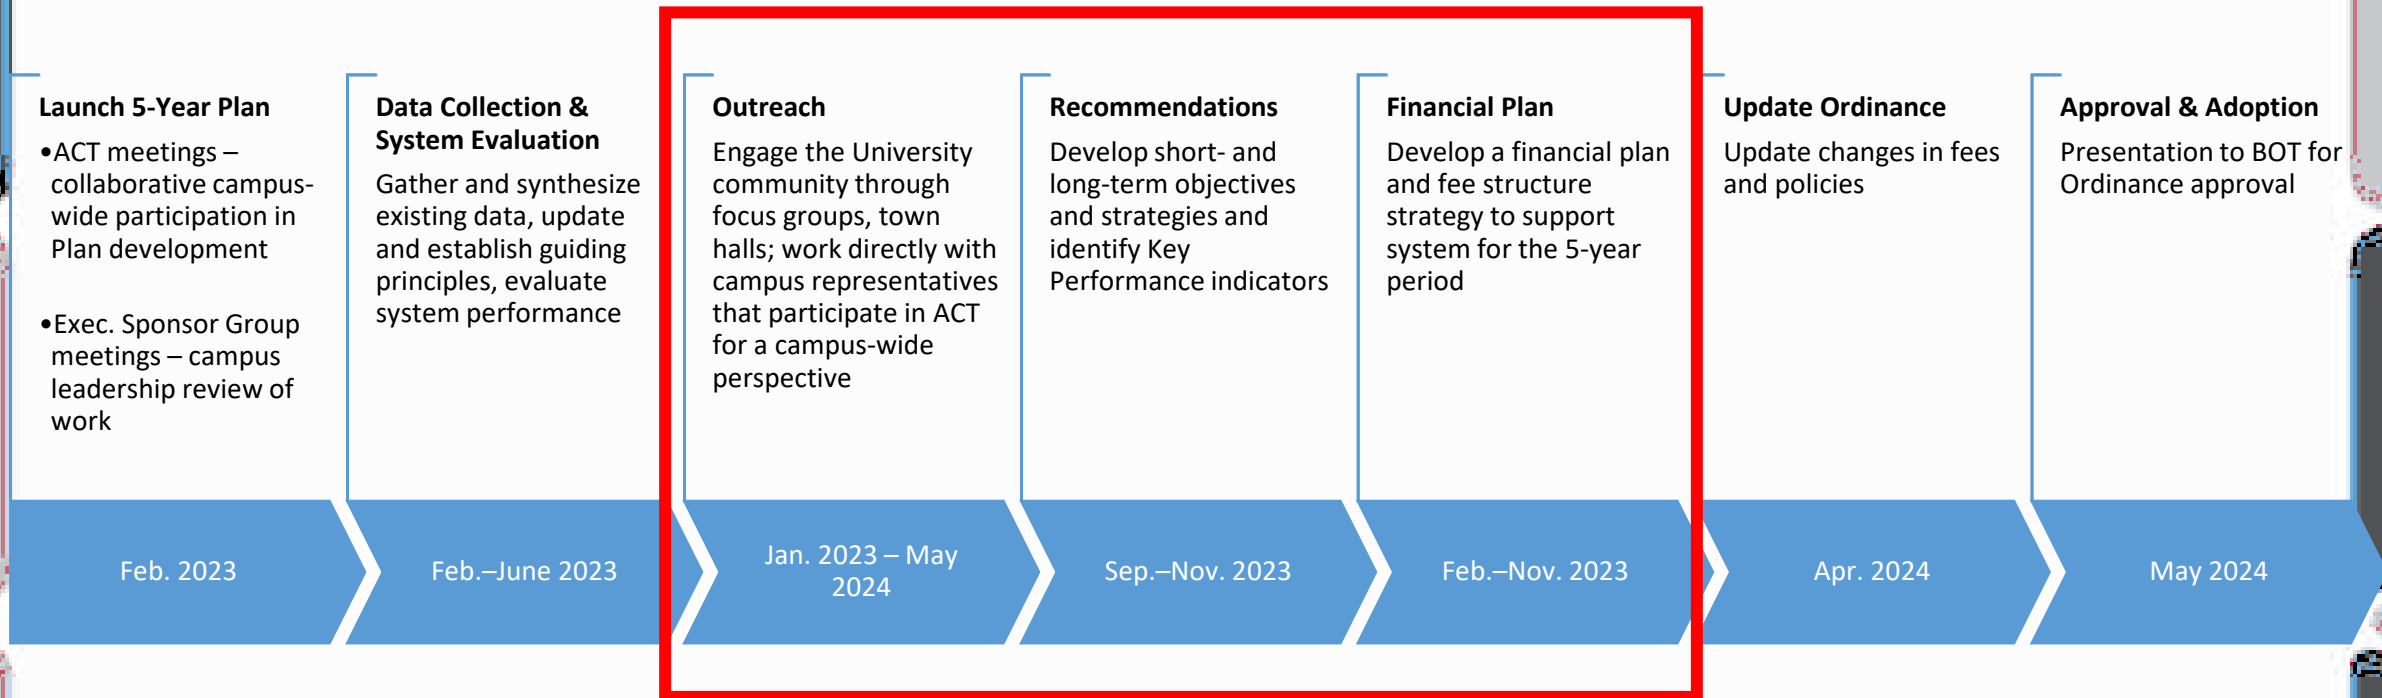 Launch 5-Year Plan
•ACT meetings –
collaborative campus-
wide participation in
Plan development
•Exec. Sponsor Group
meetings – campus
leadership review of
work
Data Collection &
System Evaluation
Gather and synthesize
existing data, update
and establish guiding
principles, evaluate
system performance
Outreach
Engage the University
community through
focus groups, town
halls; work directly with
campus representatives
that participate in ACT
for a campus-wide
perspective
Recommendations
Develop short- and
long-term objectives
and strategies and
identify Key
Performance indicators
Financial Plan
Develop a financial plan
and fee structure
strategy to support
system for the 5-year
period
Update Ordinance
Update changes in fees
and policies
Approval & Adoption
Presentation to BOT for
Ordinance approval
Feb. 2023
Feb.–June 2023
Jan. 2023 – May
2024
Sep.–Nov. 2023
Feb.–Nov. 2023
Apr. 2024
May 2024